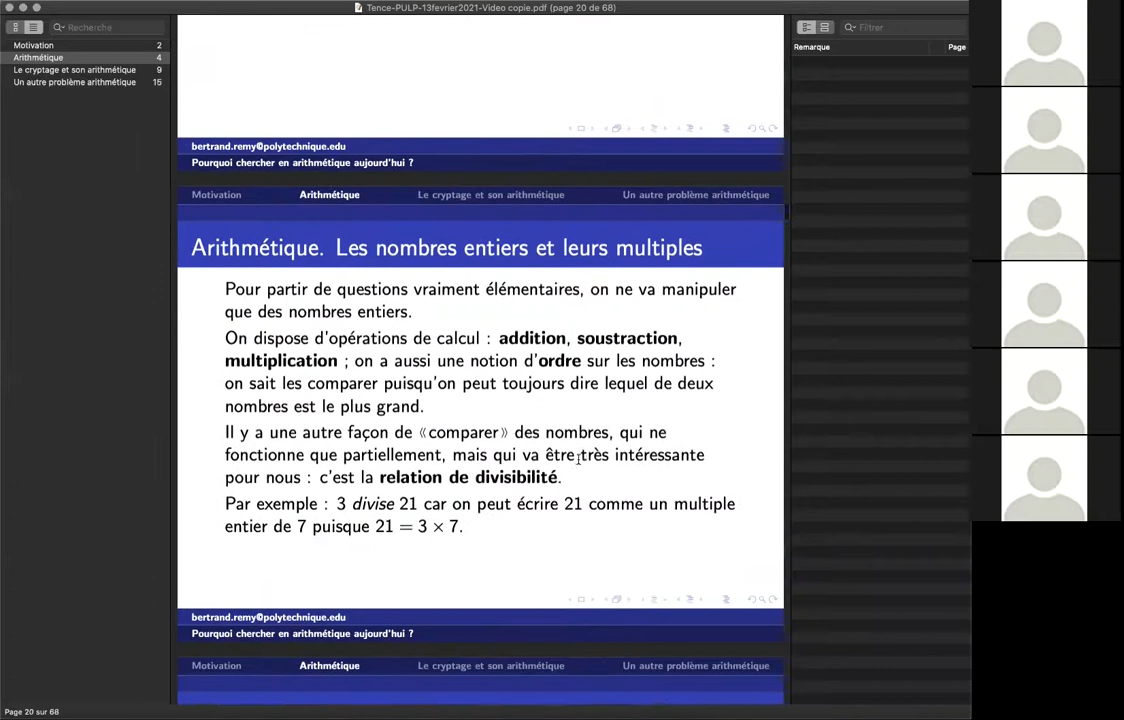 Tence-PULP-13fevrier2021-Video copie.pdf (page 20 de 68)
Recherche
Filtrer
Motivation 2
Arithmétique 4
Le cryptage et son arithmétique 9
Un autre problème arithmétique 15
Remarque Page
bertrand.remy@polytechnique.edu
Pourquoi chercher en arithmétique aujourd'hui ?
Motivation Arithmétique Le cryptage et son arithmétique Un autre problème arithmétique
Arithmétique. Les nombres entiers et leurs multiples
Pour partir de questions vraiment élémentaires, on ne va manipuler
que des nombres entiers.
On dispose d'opérations de calcul : addition, soustraction,
multiplication ; on a aussi une notion d'ordre sur les nombres :
on sait les comparer puisqu'on peut toujours dire lequel de deux
nombres est le plus grand.
Il y a une autre façon de «comparer» des nombres, qui ne
fonctionne que partiellement, mais qui va être très intéressante
pour nous : c'est la relation de divisibilité.
Par exemple : 3 divise 21 car on peut écrire 21 comme un multiple
entier de 7 puisque 21 = 3 × 7.
bertrand.remy@polytechnique.edu
Pourquoi chercher en arithmétique aujourd'hui ?
Motivation Arithmétique Le cryptage et son arithmétique Un autre problème arithmétique
Page 20 sur 68